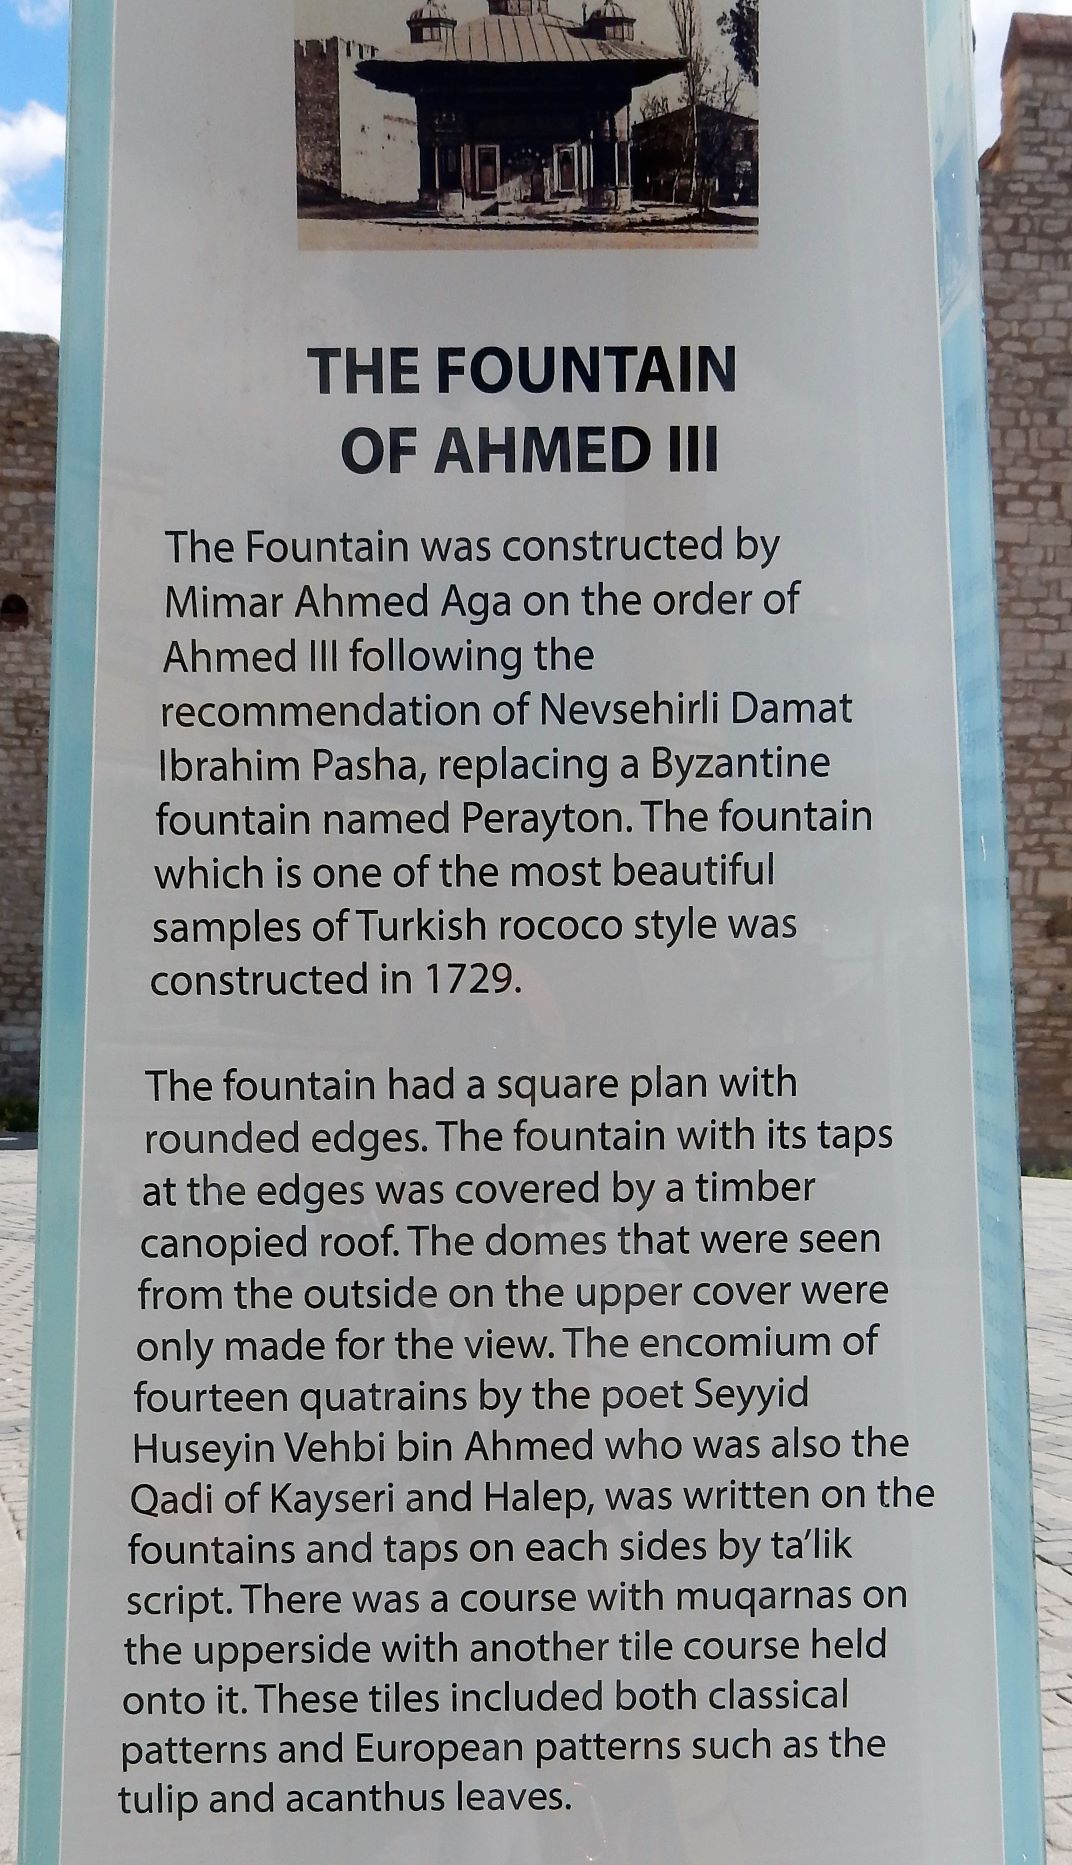 THE FOUNTAIN
OF AHMED III
The Fountain was constructed by
Mimar Ahmed Aga on the order of
Ahmed III following the
recommendation of Nevsehirli Damat
Ibrahim Pasha, replacing a Byzantine
fountain named Perayton. The fountain
which is one of the most beautiful
samples of Turkish rococo style was
constructed in 1729.
The fountain had a square plan with
rounded edges. The fountain with its taps
at the edges was covered by a timber
canopied roof. The domes that were seen
from the outside on the upper cover were
only made for the view. The encomium of
fourteen quatrains by the poet Seyyid
Huseyin Vehbi bin Ahmed who was also the
Qadi of Kayseri and Halep, was written on the
fountains and taps on each sides by ta’lik
script. There was a course with muqarnas on
the upperside with another tile course held
onto it. These tiles included both classical
patterns and European patterns such as the
tulip and acanthus leaves.